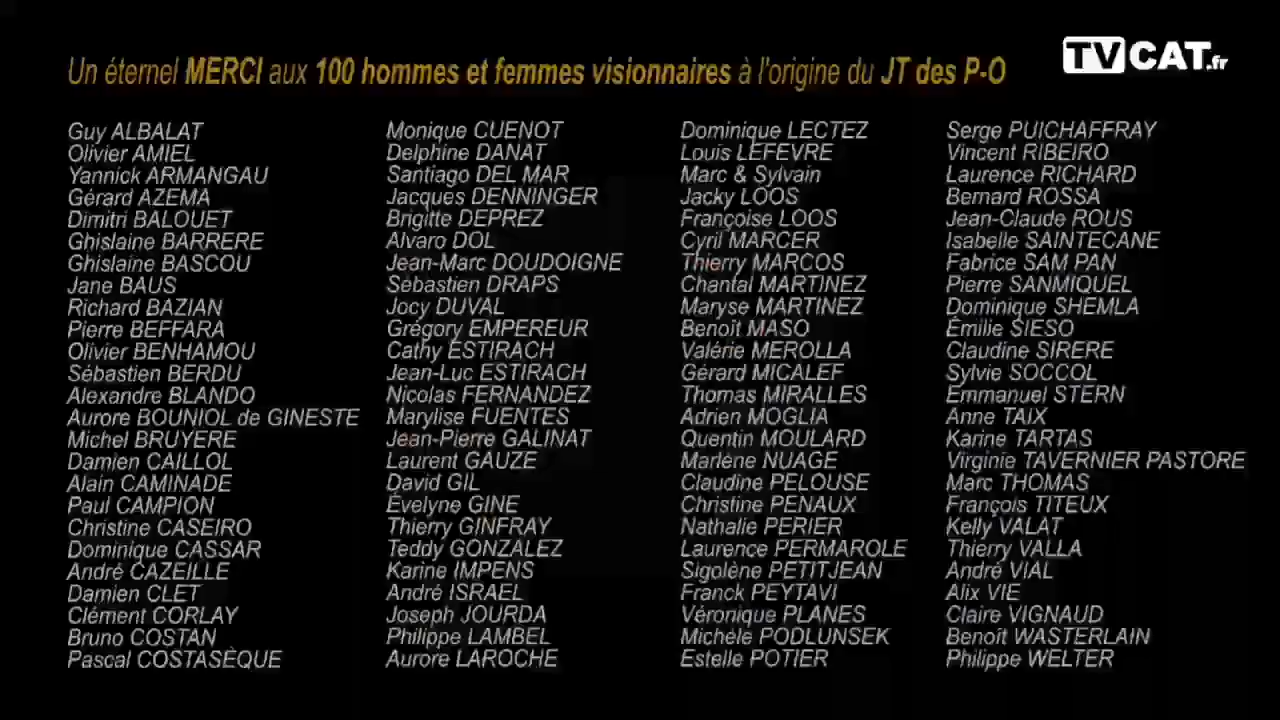 TVCAT.fr
Un éternel MERCI aux 100 hommes et femmes visionnaires à l'origine du JT des P-O
Guy ALBALAT
Olivier AMIEL
Yannick ARMANGAU
Gérard AZEMA
Dimitri BALOUET
Ghislaine BARRERE
Ghislaine BASCOU
Jane BAUS
Richard BAZIAN
Pierre BEFFARA
Olivier BENHAMOU
Sébastien BERDU
Alexandre BLANDO
Aurore BOUNIOL de GINESTE
Michel BRUYERE
Damien CAILLOL
Alain CAMINADE
Paul CAMPION
Christine CASEIRO
Dominique CASSAR
André CAZEILLE
Damien CLET
Clément CORLAY
Bruno COSTAN
Pascal COSTASÈQUE
Monique CUENOT
Delphine DANAT
Santiago DEL MAR
Jacques DENNINGER
Brigitte DEPREZ
Alvaro DOL
Jean-Marc DOUDOIGNE
Sébastien DRAPS
Jocy DUVAL
Grégory EMPEREUR
Cathy ESTIRACH
Jean-Luc ESTIRACH
Nicolas FERNANDEZ
Marylise FUENTES
Jean-Pierre GALINAT
Laurent GAUZE
David GIL
Évelyne GINE
Thierry GINFRAY
Teddy GONZALEZ
Karine IMPENS
André ISRAEL
Joseph JOURDA
Philippe LAMBEL
Aurore LAROCHE
Dominique LECTEZ
Louis LEFEVRE
Marc & Sylvain
Jacky LOOS
Françoise LOOS
Cyril MARCER
Thierry MARCOS
Chantal MARTINEZ
Maryse MARTINEZ
Benoît MASO
Valérie MEROLLA
Gérard MICALEF
Thomas MIRALLES
Adrien MOGLIA
Quentin MOULARD
Marlène NUAGE
Claudine PELOUSE
Christine PENAUX
Nathalie PERIER
Laurence PERMAROLE
Sigolène PETITJEAN
Franck PEYTAVI
Véronique PLANES
Michèle PODLUNSEK
Estelle POTIER
Serge PUICHAFFRAY
Vincent RIBEIRO
Laurence RICHARD
Bernard ROSSA
Jean-Claude ROUS
Isabelle SAINTECANE
Fabrice SAM PAN
Pierre SANMIQUEL
Dominique SHEMLA
Émilie SIESO
Claudine SIRERE
Sylvie SOCCOL
Emmanuel STERN
Anne TAIX
Karine TARTAS
Virginie TAVERNIER PASTORE
Marc THOMAS
François TITEUX
Kelly VALAT
Thierry VALLA
André VIAL
Alix VIE
Claire VIGNAUD
Benoît WASTERLAIN
Philippe WELTER